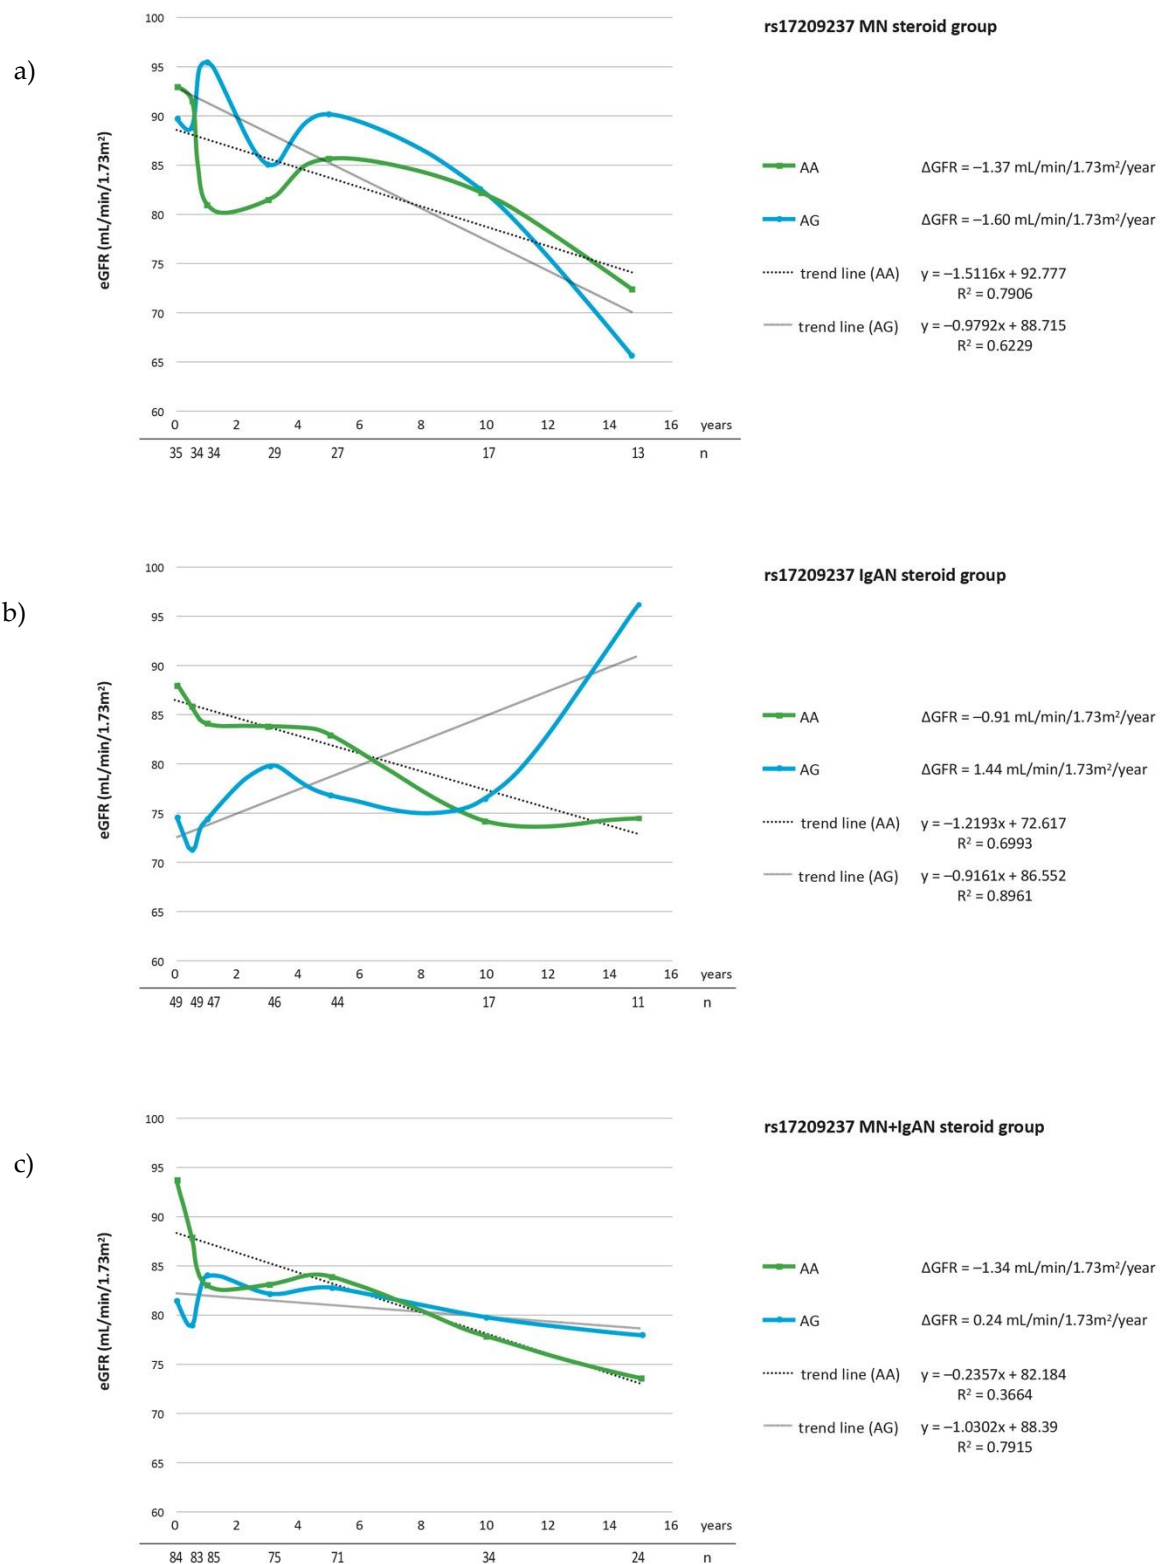 a)
rs17209237 MN steroid group
eGFR (mL/min/1.73m²)
100
95
90
85
80
75
70
65
60
0 2 4 6 8 10 12 14 16 years
35 34 34 29 27 17 13 n
AA ΔGFR = –1.37 mL/min/1.73m²/year
AG ΔGFR = –1.60 mL/min/1.73m²/year
trend line (AA) y = –1.5116x + 92.777
R² = 0.7906
trend line (AG) y = –0.9792x + 88.715
R² = 0.6229
b)
rs17209237 IgAN steroid group
eGFR (mL/min/1.73m²)
100
95
90
85
80
75
70
65
60
0 2 4 6 8 10 12 14 16 years
49 49 47 46 44 17 11 n
AA ΔGFR = –0.91 mL/min/1.73m²/year
AG ΔGFR = 1.44 mL/min/1.73m²/year
trend line (AA) y = –1.2193x + 72.617
R² = 0.6993
trend line (AG) y = –0.9161x + 86.552
R² = 0.8961
c)
rs17209237 MN+IgAN steroid group
eGFR (mL/min/1.73m²)
100
95
90
85
80
75
70
65
60
0 2 4 6 8 10 12 14 16 years
84 83 85 75 71 34 24 n
AA ΔGFR = –1.34 mL/min/1.73m²/year
AG ΔGFR = 0.24 mL/min/1.73m²/year
trend line (AA) y = –0.2357x + 82.184
R² = 0.3664
trend line (AG) y = –1.0302x + 88.39
R² = 0.7915